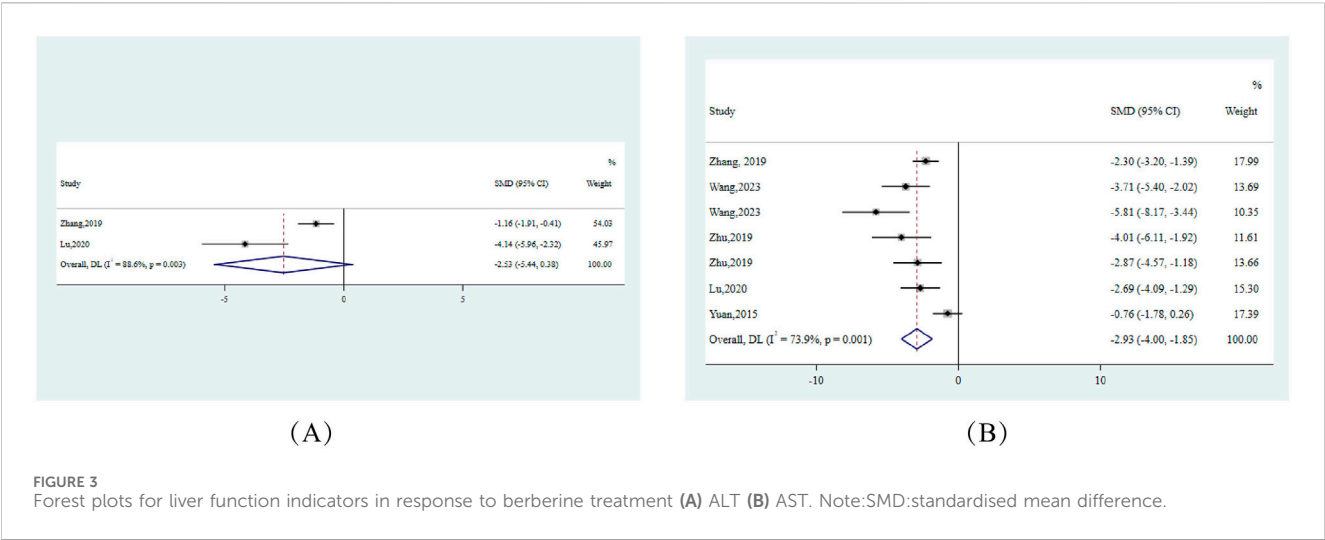 %
Study SMD (95% CI) Weight
Zhang,2019 -1.16 (-1.91, -0.41) 54.03
Lu,2020 -4.14 (-5.96, -2.32) 45.97
Overall, DL (I² = 88.6%, p = 0.003) -2.53 (-5.44, 0.38) 100.00
-5 0 5
(A)
%
Study SMD (95% CI) Weight
Zhang, 2019 -2.30 (-3.20, -1.39) 17.99
Wang,2023 -3.71 (-5.40, -2.02) 13.69
Wang,2023 -5.81 (-8.17, -3.44) 10.35
Zhu,2019 -4.01 (-6.11, -1.92) 11.61
Zhu,2019 -2.87 (-4.57, -1.18) 13.66
Lu,2020 -2.69 (-4.09, -1.29) 15.30
Yuan,2015 -0.76 (-1.78, 0.26) 17.39
Overall, DL (I² = 73.9%, p = 0.001) -2.93 (-4.00, -1.85) 100.00
-10 0 10
(B)
FIGURE 3
Forest plots for liver function indicators in response to berberine treatment (A) ALT (B) AST. Note:SMD:standardised mean difference.